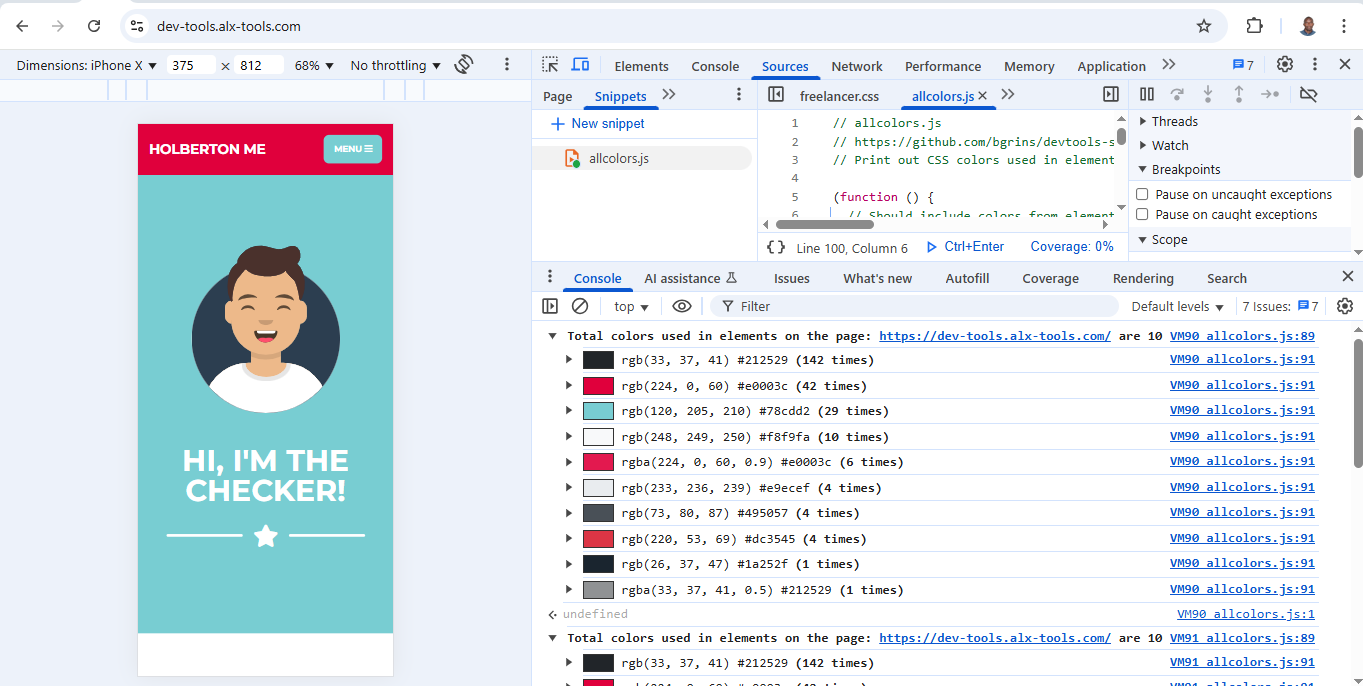 dev-tools.alx-tools.com
Dimensions: iPhone X 375 × 812 68% No throttling
Elements Console Sources Network Performance Memory Application 7
Page Snippets
New snippet
allcolors.js
freelancer.css allcolors.js
1 // allcolors.js
2 // https://github.com/bgrins/devtools-s
3 // Print out CSS colors used in element
4
5 (function () {
6 // Should include colors from element
{ } Line 100, Column 6 Ctrl+Enter Coverage: 0%
Threads
Watch
Breakpoints
Pause on uncaught exceptions
Pause on caught exceptions
Scope
HOLBERTON ME MENU
HI, I'M THE
CHECKER!
Console AI assistance Issues What's new Autofill Coverage Rendering Search
top Filter Default levels 7 Issues: 7
Total colors used in elements on the page: https://dev-tools.alx-tools.com/ are 10 VM90 allcolors.js:89
rgb(33, 37, 41) #212529 (142 times) VM90 allcolors.js:91
rgb(224, 0, 60) #e0003c (42 times) VM90 allcolors.js:91
rgb(120, 205, 210) #78cdd2 (29 times) VM90 allcolors.js:91
rgb(248, 249, 250) #f8f9fa (10 times) VM90 allcolors.js:91
rgba(224, 0, 60, 0.9) #e0003c (6 times) VM90 allcolors.js:91
rgb(233, 236, 239) #e9ecef (4 times) VM90 allcolors.js:91
rgb(73, 80, 87) #495057 (4 times) VM90 allcolors.js:91
rgb(220, 53, 69) #dc3545 (4 times) VM90 allcolors.js:91
rgb(26, 37, 47) #1a252f (1 times) VM90 allcolors.js:91
rgba(33, 37, 41, 0.5) #212529 (1 times) VM90 allcolors.js:91
undefined VM90 allcolors.js:1
Total colors used in elements on the page: https://dev-tools.alx-tools.com/ are 10 VM91 allcolors.js:89
rgb(33, 37, 41) #212529 (142 times) VM91 allcolors.js:91